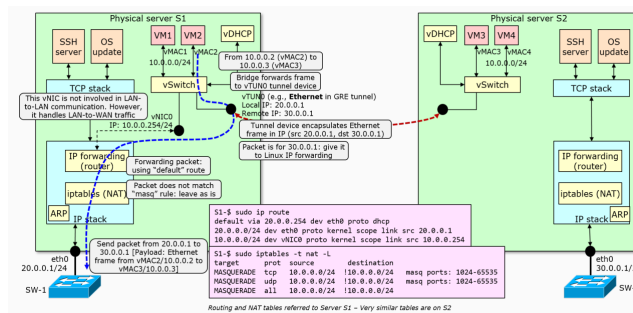 Physical server S1
Physical server S2
SSH
server
OS
update
VM1
VM2
vDHCP
vMAC1
vMAC2
10.0.0.0/24
From 10.0.0.2 (vMAC2) to
10.0.0.3 (vMAC3)
Bridge forwards frame
to vTUN0 tunnel device
vDHCP
VM3
VM4
vMAC3
vMAC4
10.0.0.0/24
SSH
server
OS
update
TCP stack
vSwitch
vSwitch
TCP stack
This vNIC is not involved in LAN-
to-LAN communication. However,
it handles LAN-to-WAN traffic
vTUN0 (e.g., Ethernet in GRE tunnel)
Local IP: 20.0.0.1
Remote IP: 30.0.0.1
vNIC0
IP: 10.0.0.254/24
Tunnel device encapsulates Ethernet
frame in IP (src 20.0.0.1, dst 30.0.0.1)
Packet is for 30.0.0.1: give it
to Linux IP forwarding
IP forwarding
(router)
Forwarding packet:
using "default" route
IP forwarding
(router)
iptables (NAT)
Packet does not match
"masq" rule: leave as is
iptables (NAT)
ARP
IP stack
ARP
IP stack
S1-$ sudo ip route
default via 20.0.0.254 dev eth0 proto dhcp
20.0.0.0/24 dev eth0 proto kernel scope link src 20.0.0.1
10.0.0.0/24 dev vNIC0 proto kernel scope link src 10.0.0.254
Send packet from 20.0.0.1 to
30.0.0.1 [Payload: Ethernet
frame from vMAC2/10.0.0.2 to
vMAC3/10.0.0.3]
S1-$ sudo iptables -t nat -L
target prot source destination
MASQUERADE tcp 10.0.0.0/24 !10.0.0.0/24 masq ports: 1024-65535
MASQUERADE udp 10.0.0.0/24 !10.0.0.0/24 masq ports: 1024-65535
MASQUERADE all 10.0.0.0/24 !10.0.0.0/24
eth0
20.0.0.1/24
SW-1
eth0
30.0.0.1/
SW-
Routing and NAT tables referred to Server S1 – Very similar tables are on S2